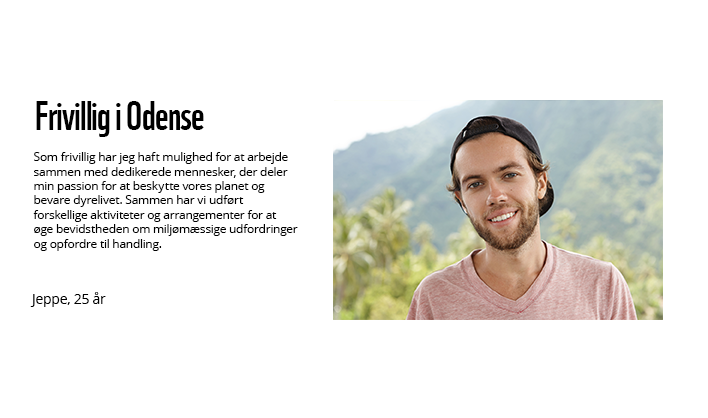 Frivillig i Odense
Som frivillig har jeg haft mulighed for at arbejde
sammen med dedikerede mennesker, der deler
min passion for at beskytte vores planet og
bevare dyrelivet. Sammen har vi udført
forskellige aktiviteter og arrangementer for at
øge bevidstheden om miljømæssige udfordringer
og opfordre til handling.
Jeppe, 25 år